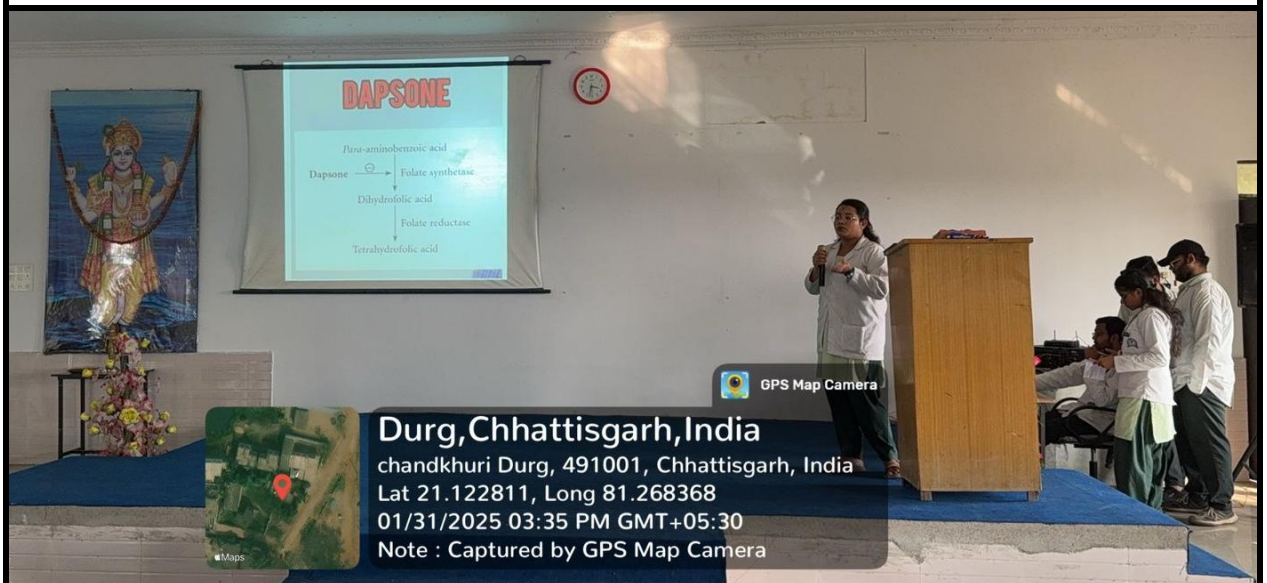 DAPSONE
Para-aminobenzoic acid
Dapsone
Folate synthetase
Dihydrofolic acid
Folate reductase
Tetrahydrofolic acid
GPS Map Camera
Durg,Chhattisgarh,India
chandkhuri Durg, 491001, Chhattisgarh, India
Lat 21.122811, Long 81.268368
01/31/2025 03:35 PM GMT+05:30
Note : Captured by GPS Map Camera
Maps